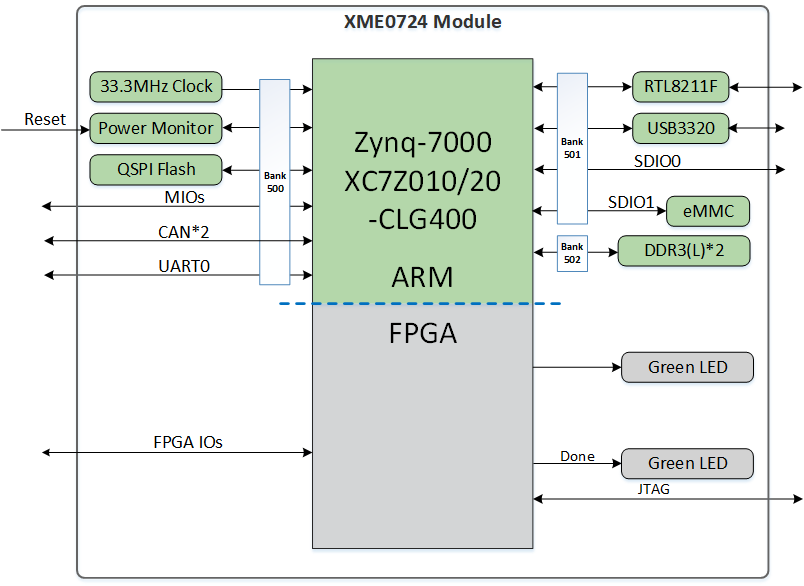 XME0724 Module
33.3MHz Clock
Reset
Power Monitor
QSPI Flash
MIOs
CAN*2
UART0
Bank
500
Zynq-7000
XC7Z010/20
-CLG400
ARM
FPGA
FPGA IOs
Bank
501
RTL8211F
USB3320
SDIO0
SDIO1
eMMC
Bank
502
DDR3(L)*2
Green LED
Done
Green LED
JTAG